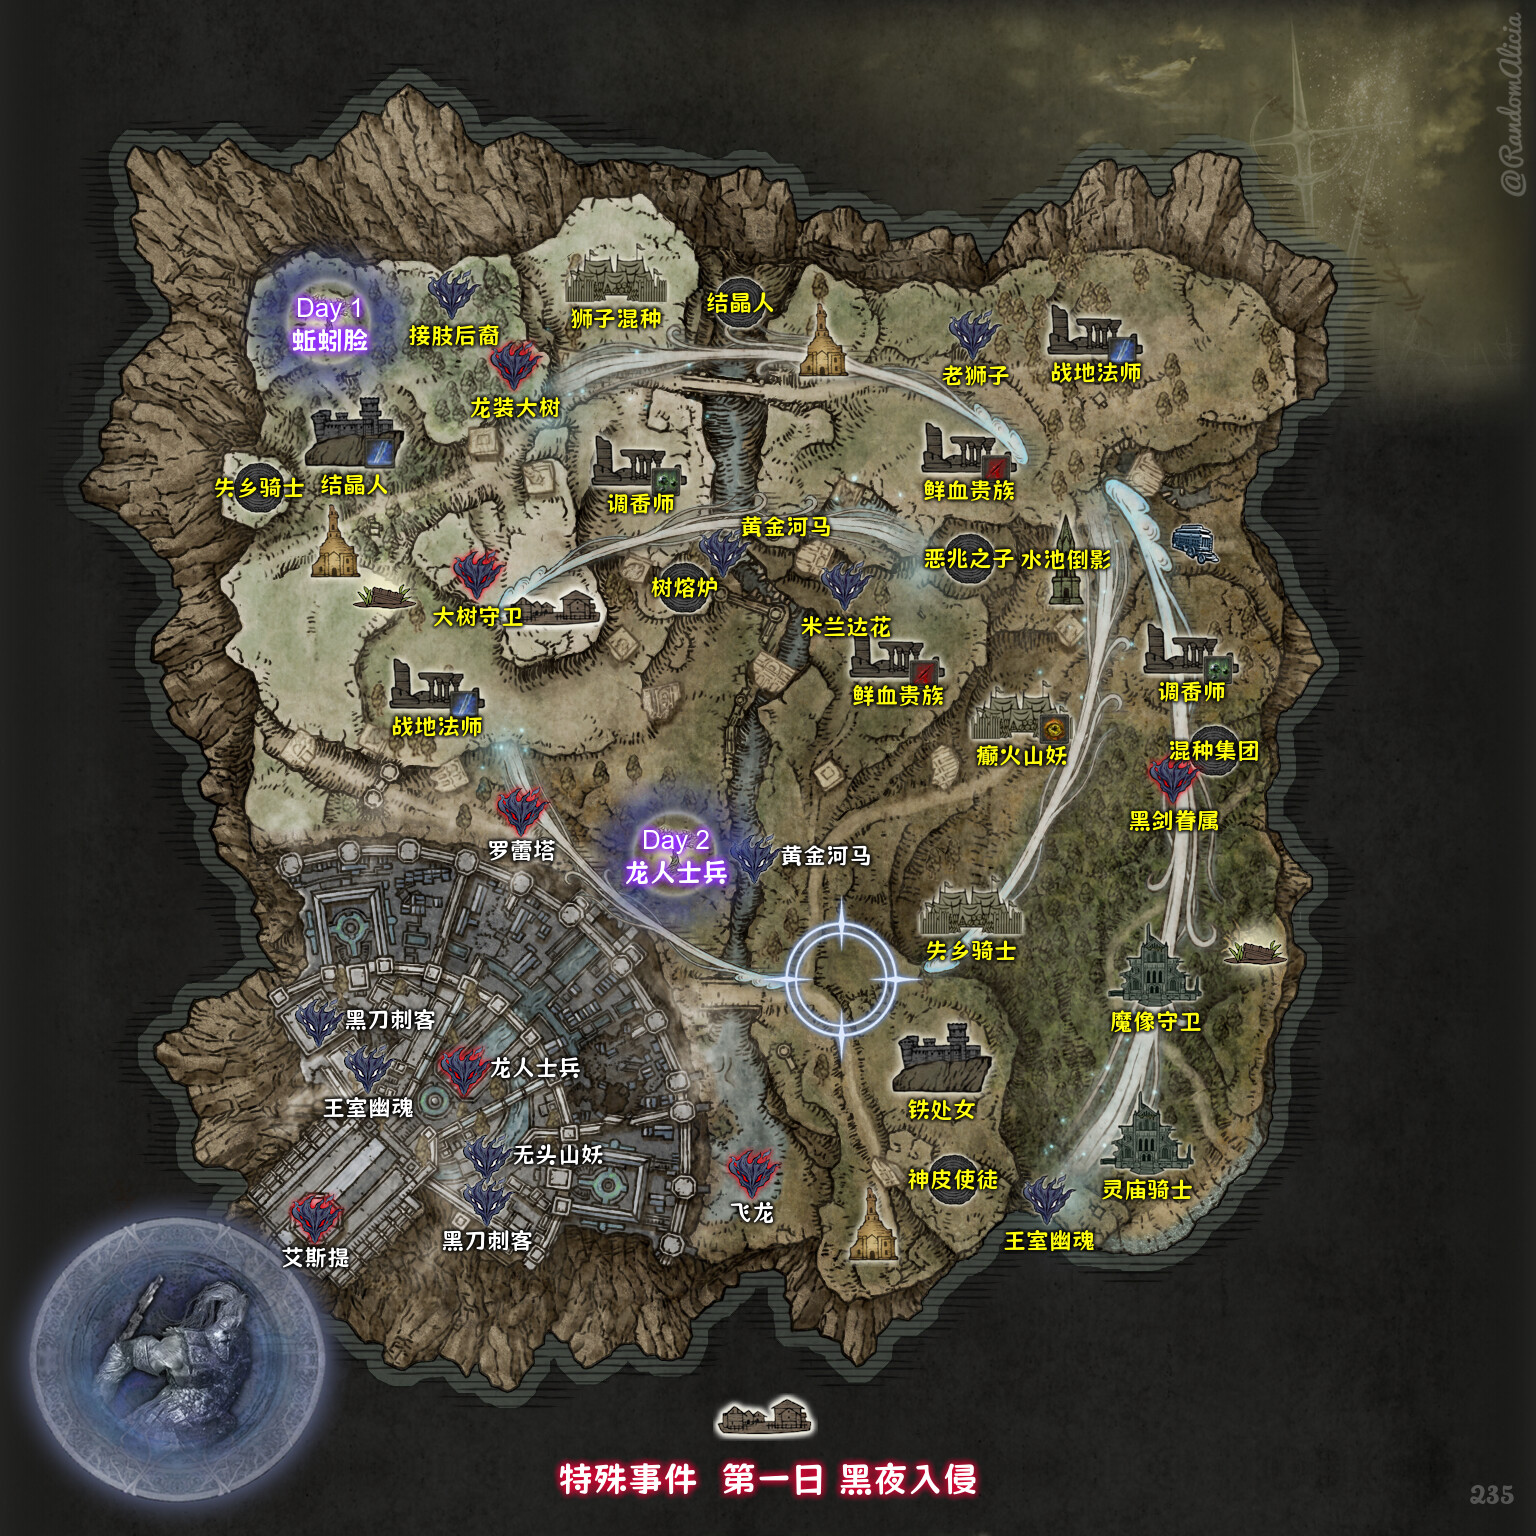 @RandomAlicia
Day 1
蚯蚓脸
接肢后裔
狮子混种
结晶人
老狮子
战地法师
龙装大树
失乡骑士
结晶人
调香师
鲜血贵族
黄金河马
恶兆之子
水池倒影
树熔炉
大树守卫
米兰达花
鲜血贵族
调香师
战地法师
癫火山妖
混种集团
黑剑眷属
罗蕾塔
Day 2
龙人士兵
黄金河马
失乡骑士
黑刀刺客
魔像守卫
龙人士兵
王室幽魂
铁处女
无头山妖
神皮使徒
灵庙骑士
飞龙
黑刀刺客
王室幽魂
艾斯提
特殊事件 第一日 黑夜入侵
235